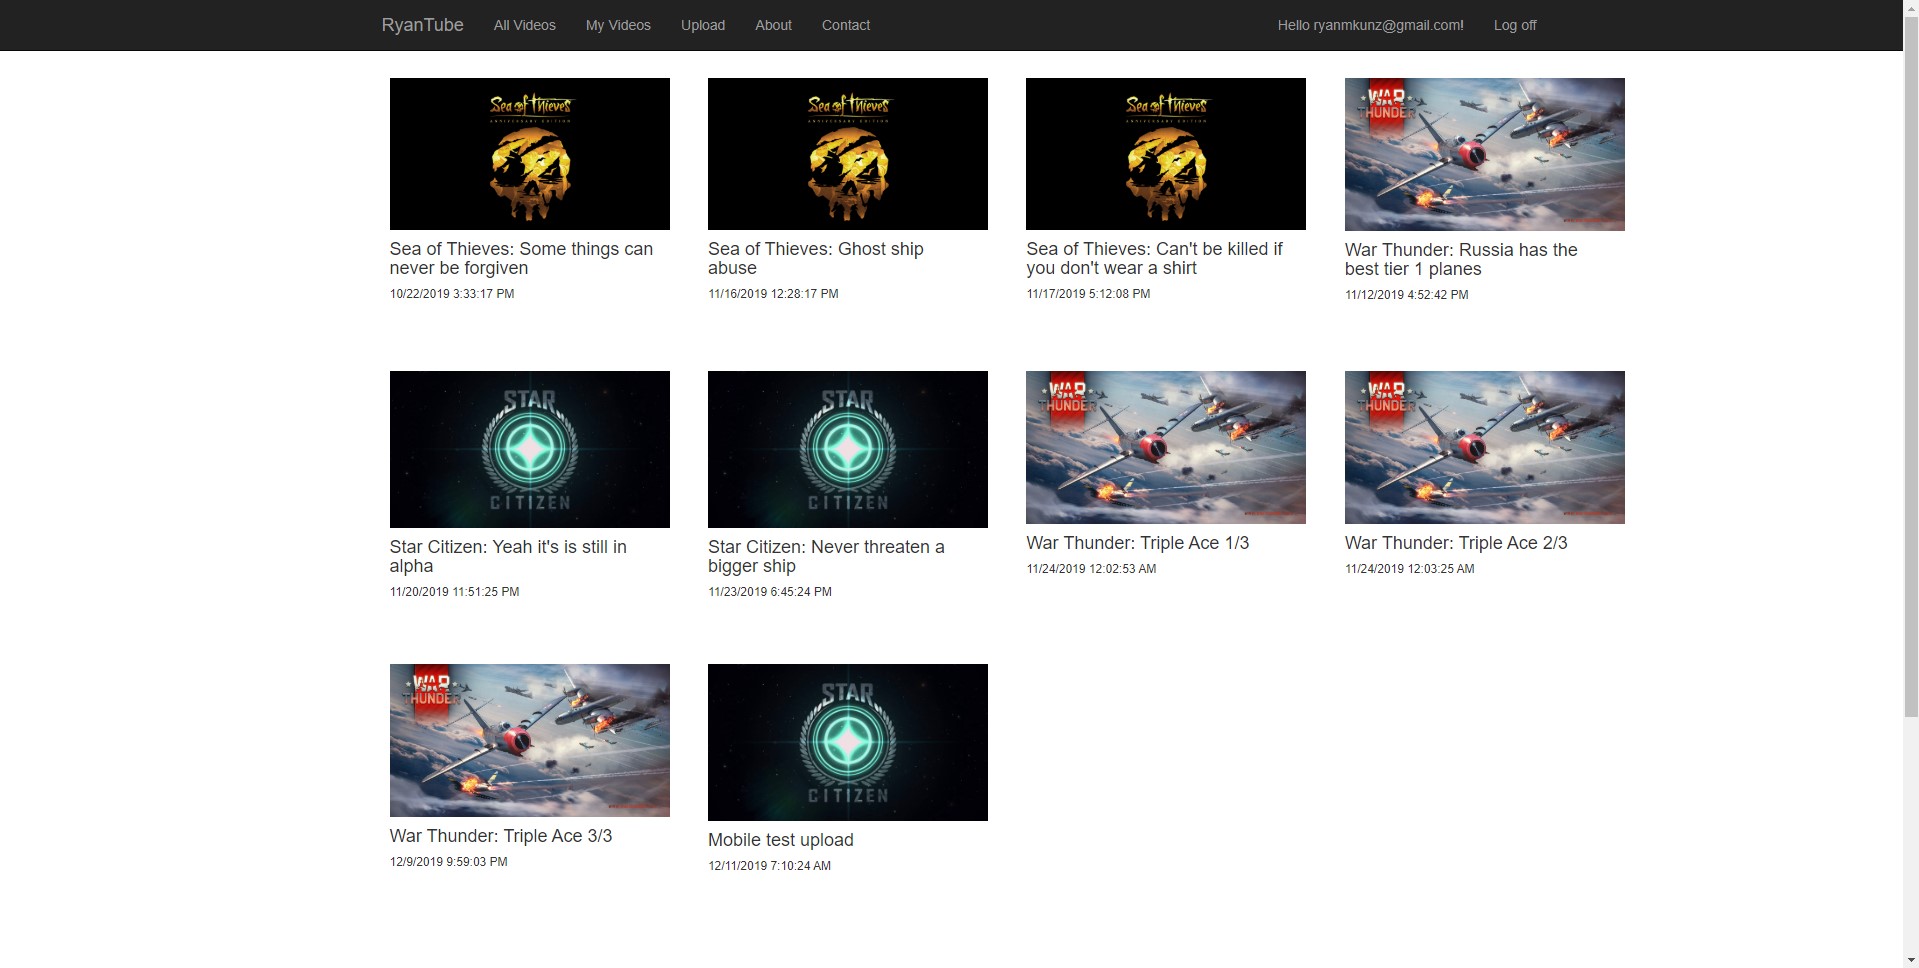 RyanTube All Videos My Videos Upload About Contact Hello ryanmkunz@gmail.com! Log off
Sea of Thieves
ANNIVERSARY EDITION
Sea of Thieves: Some things can
never be forgiven
10/22/2019 3:33:17 PM
Sea of Thieves
ANNIVERSARY EDITION
Sea of Thieves: Ghost ship
abuse
11/16/2019 12:28:17 PM
Sea of Thieves
ANNIVERSARY EDITION
Sea of Thieves: Can't be killed if
you don't wear a shirt
11/17/2019 5:12:08 PM
WAR
THUNDER
War Thunder: Russia has the
best tier 1 planes
11/12/2019 4:52:42 PM
STAR
CITIZEN
Star Citizen: Yeah it's is still in
alpha
11/20/2019 11:51:25 PM
STAR
CITIZEN
Star Citizen: Never threaten a
bigger ship
11/23/2019 6:45:24 PM
WAR
THUNDER
War Thunder: Triple Ace 1/3
11/24/2019 12:02:53 AM
WAR
THUNDER
War Thunder: Triple Ace 2/3
11/24/2019 12:03:25 AM
WAR
THUNDER
War Thunder: Triple Ace 3/3
12/9/2019 9:59:03 PM
STAR
CITIZEN
Mobile test upload
12/11/2019 7:10:24 AM